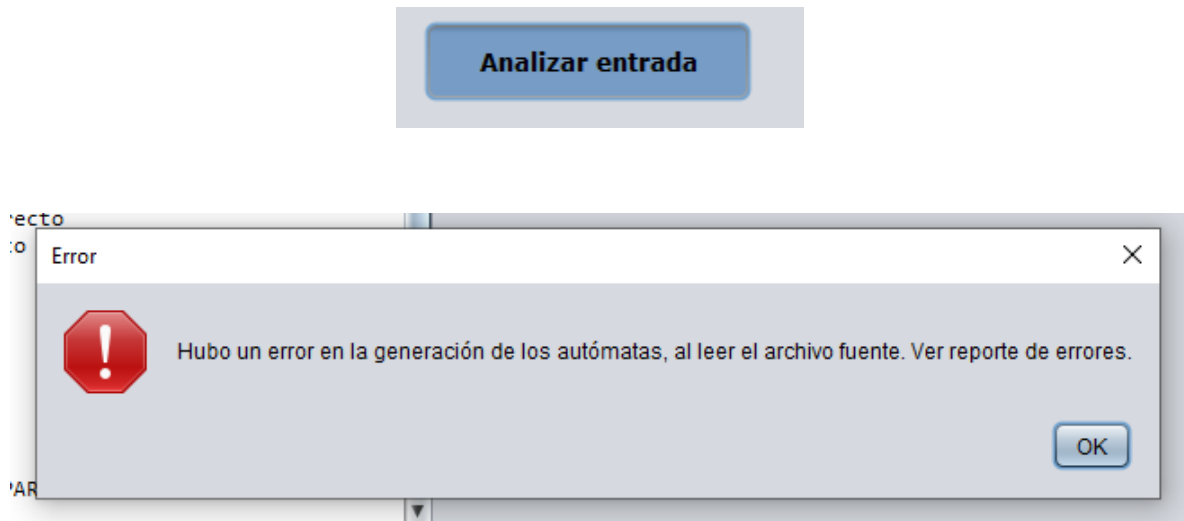 Analizar entrada
recto
to
Error
Hubo un error en la generación de los autómatas, al leer el archivo fuente. Ver reporte de errores.
OK
PAR